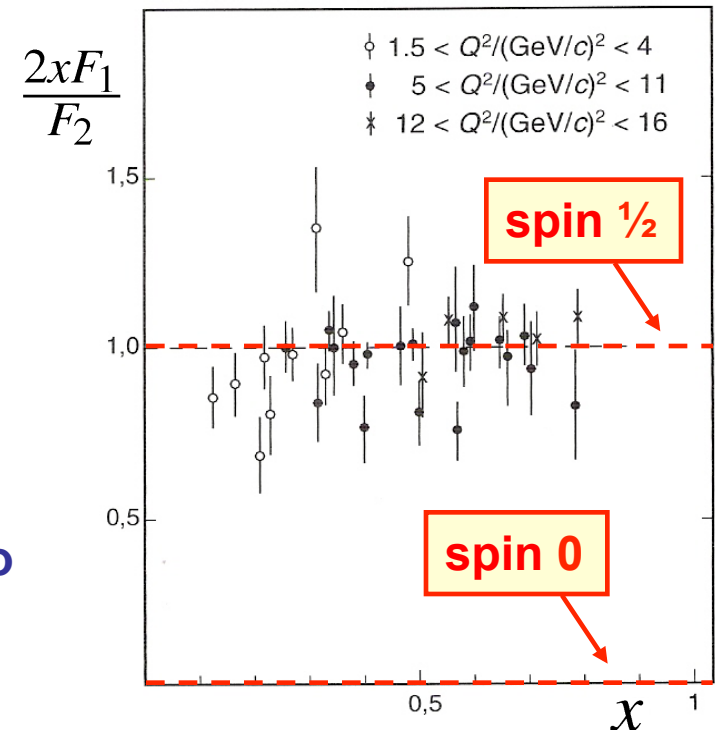 2xF₁
F₂
1.5 < Q²/(GeV/c)² < 4
5 < Q²/(GeV/c)² < 11
12 < Q²/(GeV/c)² < 16
1,5
spin ½
1,0
0,5
spin 0
0,5
x
1